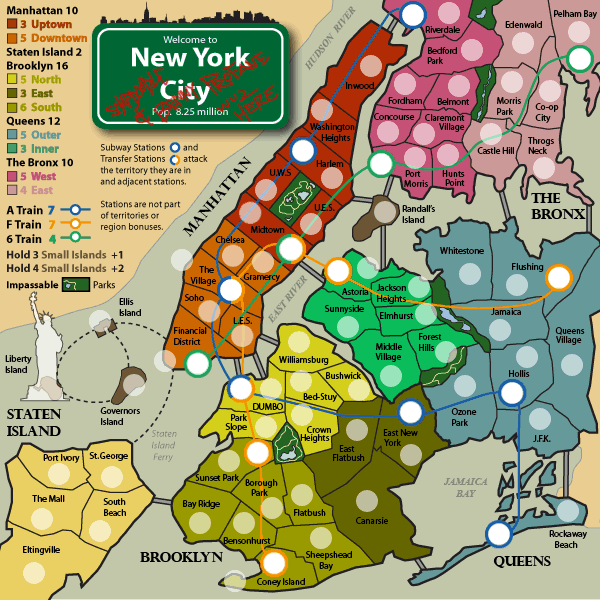 Manhattan 10
3 Uptown
5 Downtown
Staten Island 2
Brooklyn 16
5 North
3 East
6 South
Queens 12
5 Outer
3 Inner
The Bronx 10
5 West
4 East
A Train 7
F Train 7
6 Train 4
Hold 3 Small Islands +1
Hold 4 Small Islands +2
Impassable Parks
Welcome to
New York
City
Pop. 8.25 million
HERE
Subway Stations and
Transfer Stations attack
the territory they are in
and adjacent stations.
Stations are not part
of territories or
region bonuses.
HUDSON RIVER
MANHATTAN
Inwood
Washington
Heights
Harlem
U.W.S
U.E.S.
Midtown
Chelsea
Gramercy
The
Village
Soho
L.E.S.
Financial
District
EAST RIVER
Riverdale
Bedford
Park
Edenwald
Pelham Bay
Fordham
Belmont
Morris
Park
Co-op
City
Concourse
Claremont
Village
Castle Hill
Throgs
Neck
Port
Morris
Hunts
Point
THE
BRONX
Randall's
Island
Whitestone
Flushing
Astoria
Jackson
Heights
Sunnyside
Elmhurst
Jamaica
Queens
Village
Middle
Village
Forest
Hills
Hollis
Ozone
Park
J.F.K.
JAMAICA
BAY
Rockaway
Beach
QUEENS
Ellis
Island
Liberty
Island
Governors
Island
Staten
Island
Ferry
STATEN
ISLAND
Port Ivory
St.George
The Mall
South
Beach
Eltingville
Williamsburg
Bushwick
DUMBO
Bed-Stuy
Park
Slope
Crown
Heights
East New
York
East
Flatbush
Sunset Park
Borough
Park
Bay Ridge
Flatbush
Canarsie
Bensonhurst
Sheepshead
Bay
Coney Island
BROOKLYN